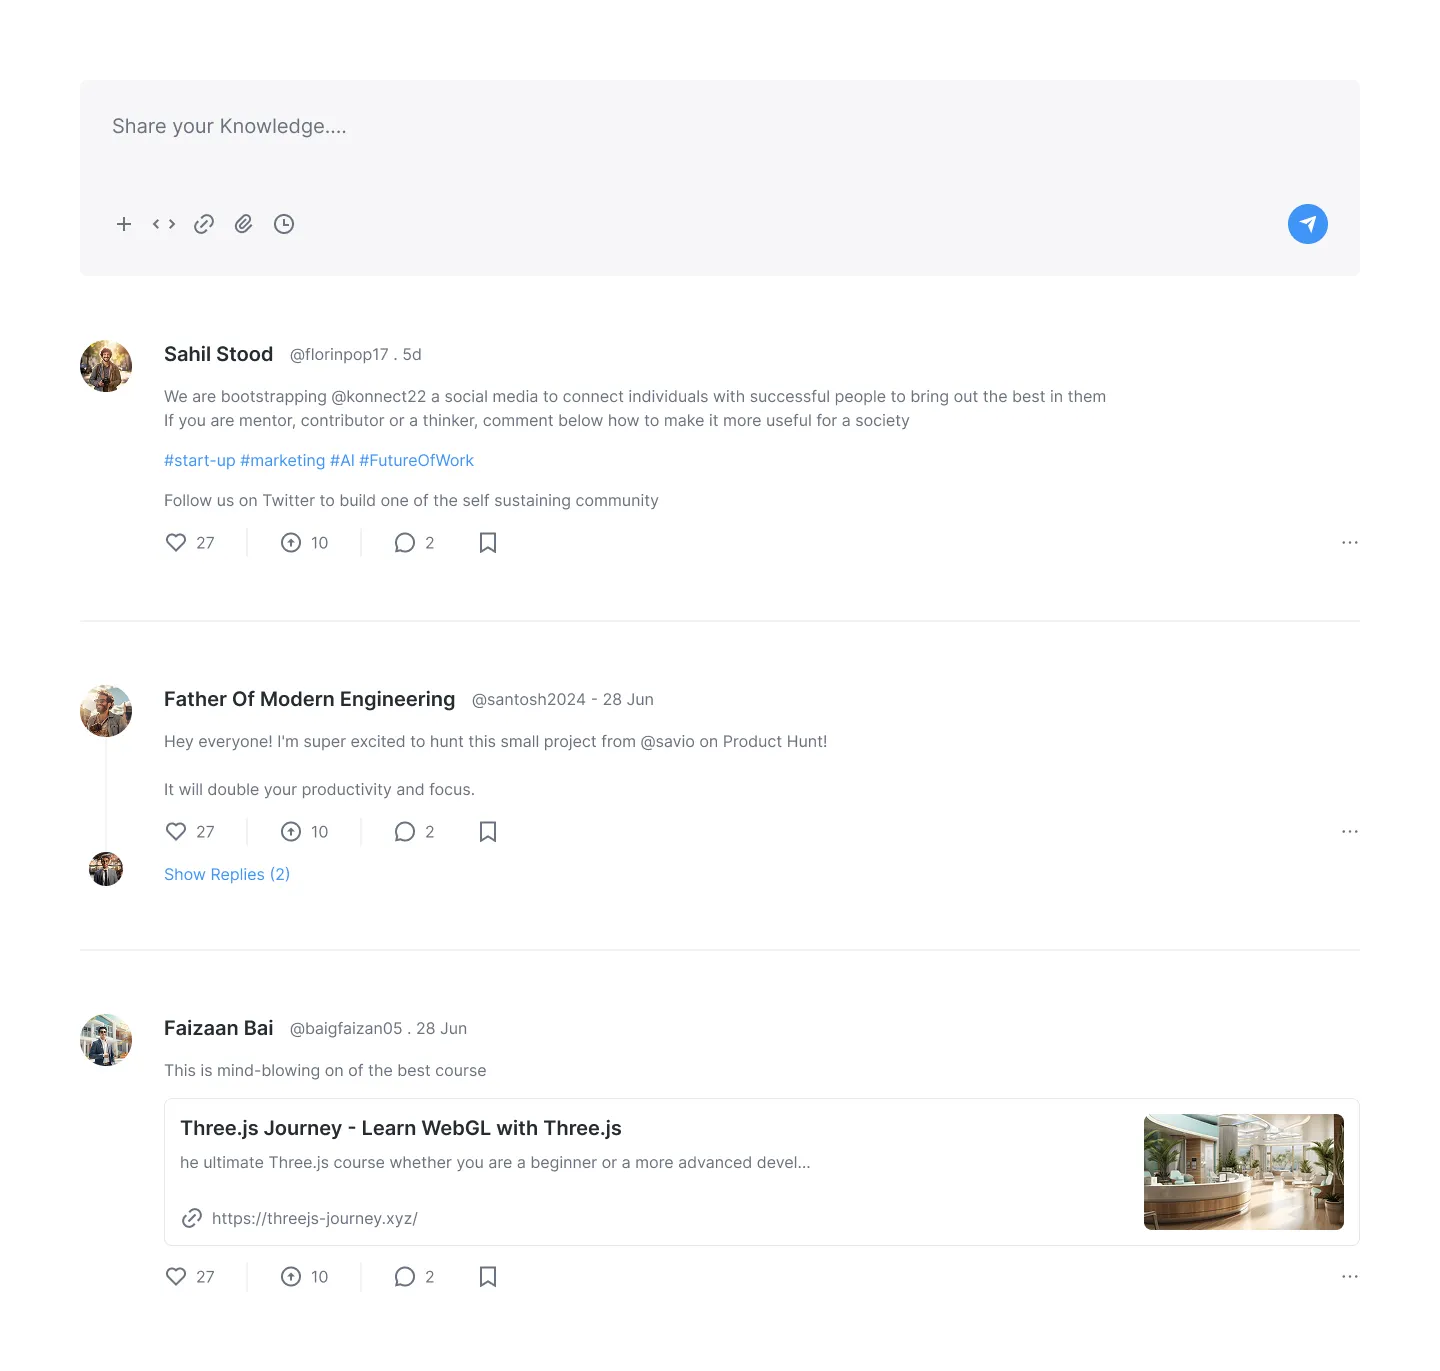 Share your Knowledge....
Sahil Stood @florinpop17 . 5d
We are bootstrapping @konnect22 a social media to connect individuals with successful people to bring out the best in them
If you are mentor, contributor or a thinker, comment below how to make it more useful for a society
#start-up #marketing #AI #FutureOfWork
Follow us on Twitter to build one of the self sustaining community
27 10 2
Father Of Modern Engineering @santosh2024 - 28 Jun
Hey everyone! I'm super excited to hunt this small project from @savio on Product Hunt!
It will double your productivity and focus.
27 10 2
Show Replies (2)
Faizaan Bai @baigfaizan05 . 28 Jun
This is mind-blowing on of the best course
Three.js Journey - Learn WebGL with Three.js
he ultimate Three.js course whether you are a beginner or a more advanced devel...
https://threejs-journey.xyz/
27 10 2